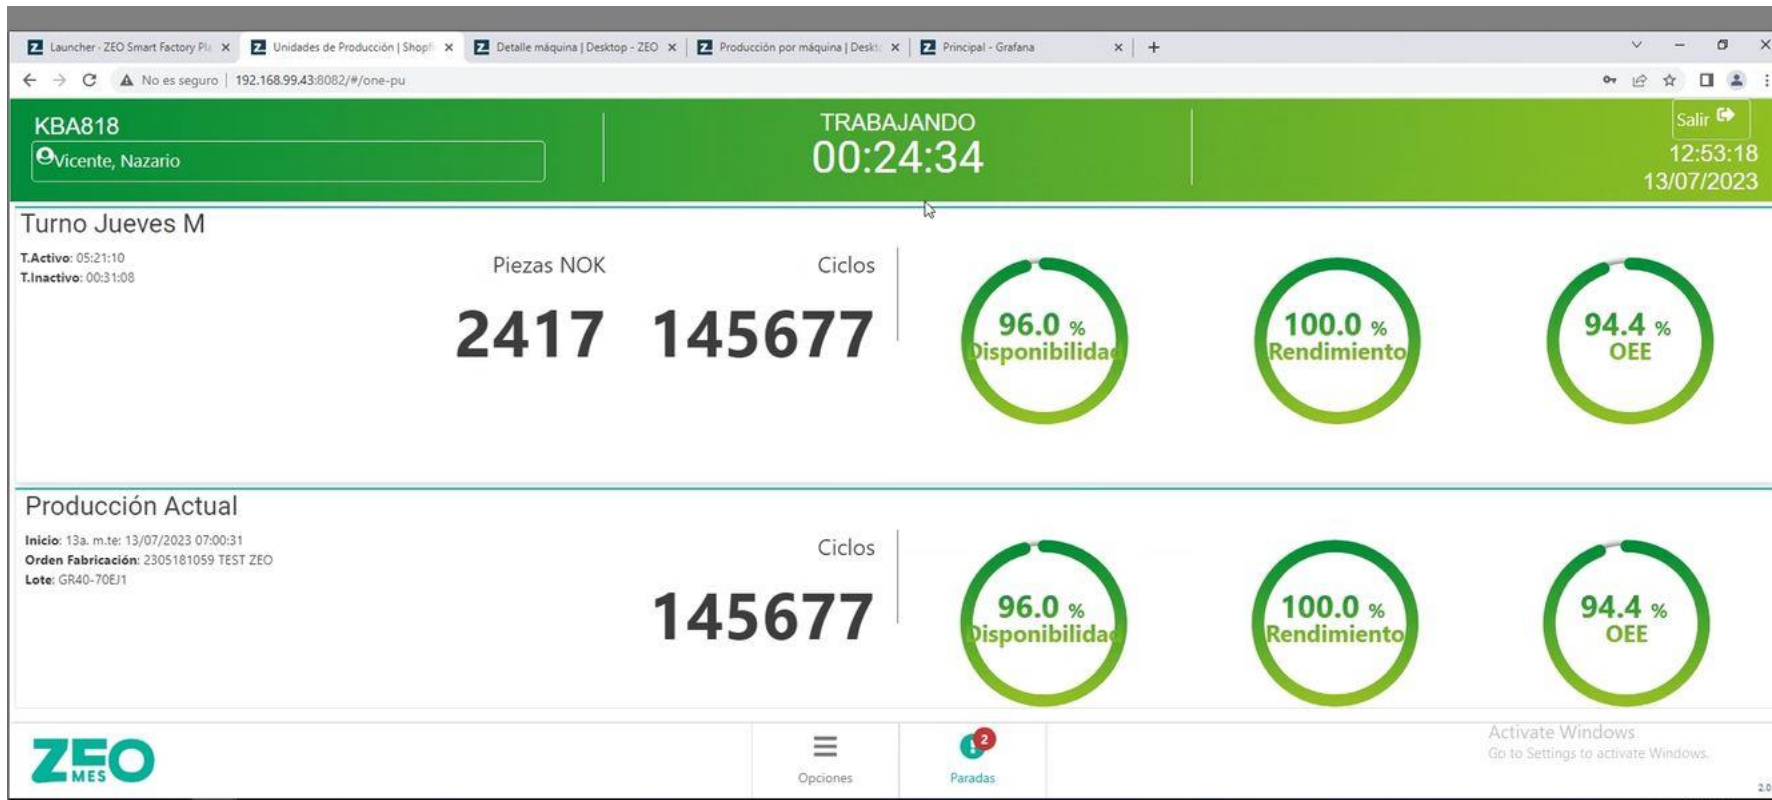 Launcher - ZEO Smart Factory Pla
Unidades de Producción | Shopfl
Detalle máquina | Desktop - ZEO
Producción por máquina | Deskto
Principal - Grafana
No es seguro | 192.168.99.43:8082/#/one-pu
KBA818
Vicente, Nazario
TRABAJANDO
00:24:34
Salir
12:53:18
13/07/2023
Turno Jueves M
T.Activo: 05:21:10
T.Inactivo: 00:31:08
Piezas NOK
2417
Ciclos
145677
96.0 %
Disponibilidad
100.0 %
Rendimiento
94.4 %
OEE
Producción Actual
Inicio: 13a. m.te: 13/07/2023 07:00:31
Orden Fabricación: 2305181059 TEST ZEO
Lote: GR40-70EJ1
Ciclos
145677
96.0 %
Disponibilidad
100.0 %
Rendimiento
94.4 %
OEE
ZEO
MES
Opciones
2
Paradas
Activate Windows
Go to Settings to activate Windows.
2.0